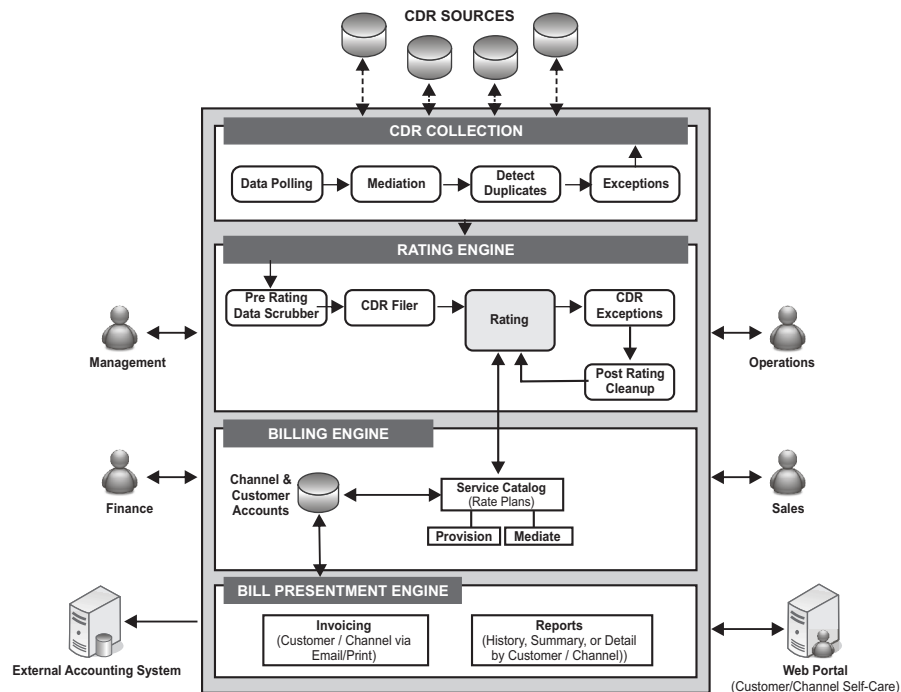 CDR SOURCES
CDR COLLECTION
Data Polling
Mediation
Detect
Duplicates
Exceptions
RATING ENGINE
Pre Rating
Data Scrubber
CDR Filer
Rating
CDR
Exceptions
Post Rating
Cleanup
Management
Operations
BILLING ENGINE
Channel &
Customer
Accounts
Service Catalog
(Rate Plans)
Provision
Mediate
Finance
Sales
BILL PRESENTMENT ENGINE
Invoicing
(Customer / Channel via
Email/Print)
Reports
(History, Summary, or Detail
by Customer / Channel))
External Accounting System
Web Portal
(Customer/Channel Self-Care)